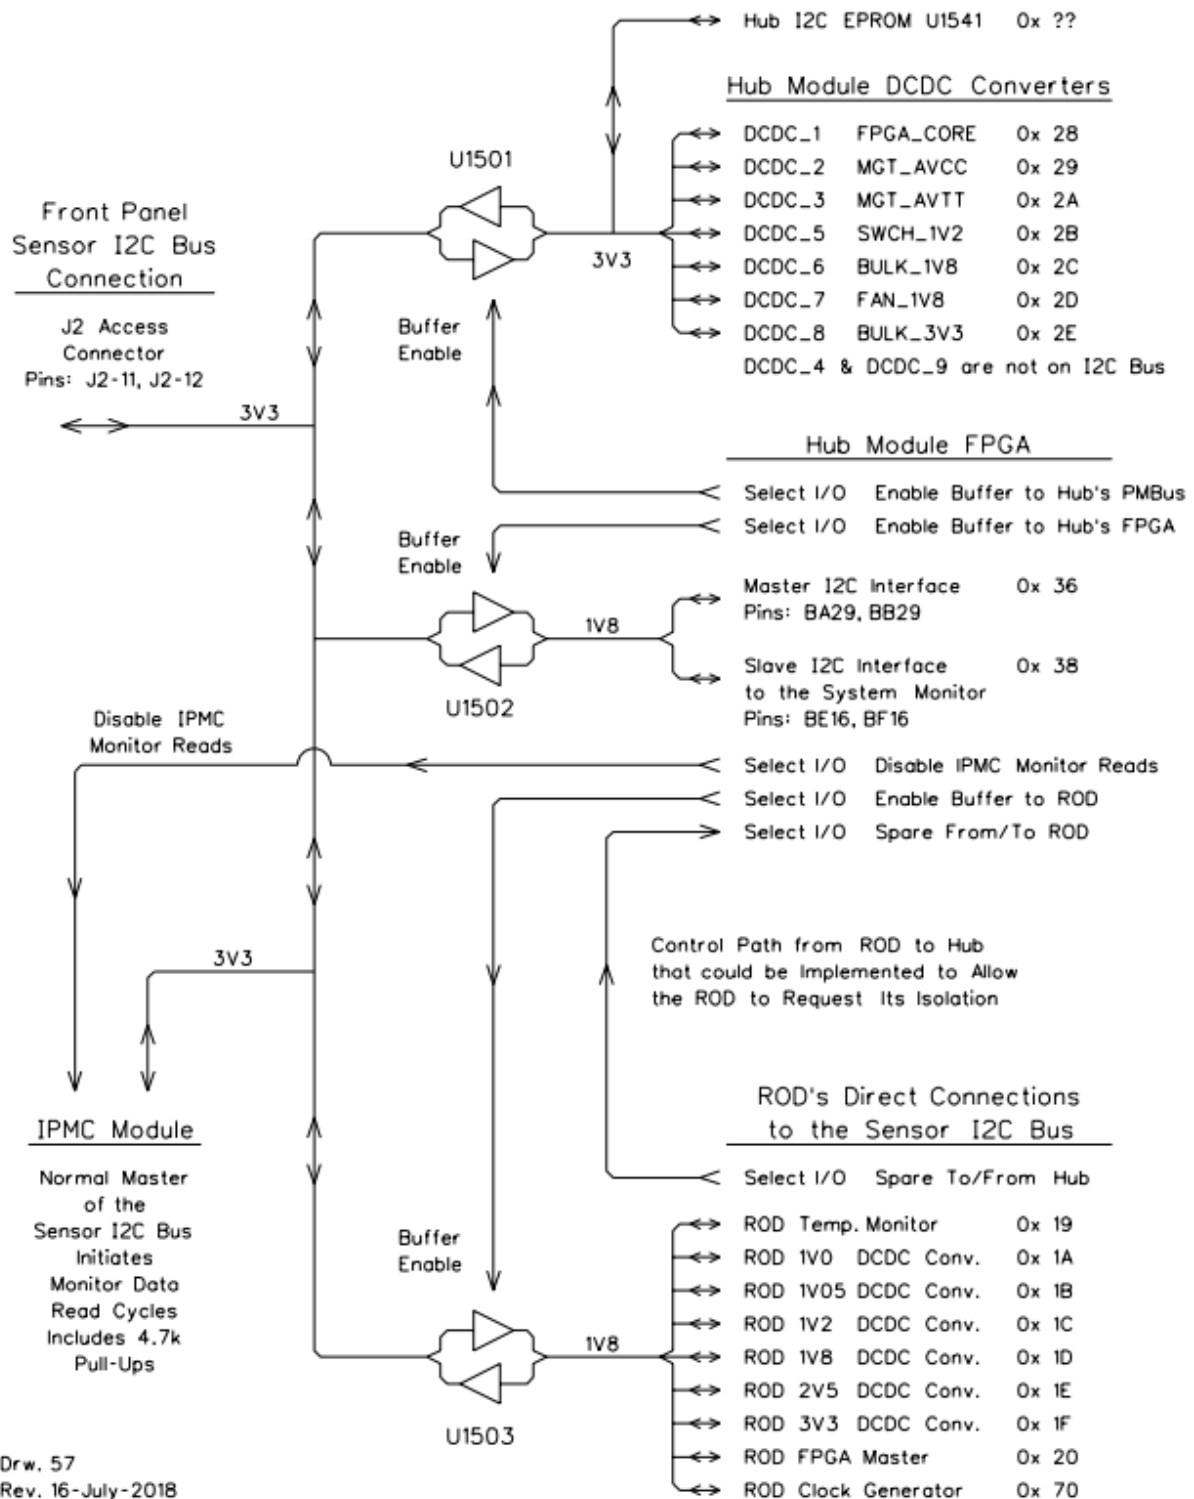 Hub I2C EPROM U1541 0x ??
Hub Module DCDC Converters
DCDC_1 FPGA_CORE 0x 28
DCDC_2 MGT_AVCC 0x 29
DCDC_3 MGT_AVTT 0x 2A
DCDC_5 SWCH_1V2 0x 2B
DCDC_6 BULK_1V8 0x 2C
DCDC_7 FAN_1V8 0x 2D
DCDC_8 BULK_3V3 0x 2E
DCDC_4 & DCDC_9 are not on I2C Bus
U1501
3V3
Front Panel
Sensor I2C Bus
Connection
J2 Access
Connector
Pins: J2-11, J2-12
3V3
Buffer
Enable
Hub Module FPGA
Select I/O Enable Buffer to Hub's PMBus
Select I/O Enable Buffer to Hub's FPGA
Buffer
Enable
Master I2C Interface 0x 36
Pins: BA29, BB29
1V8
Slave I2C Interface 0x 38
to the System Monitor
Pins: BE16, BF16
U1502
Disable IPMC
Monitor Reads
Select I/O Disable IPMC Monitor Reads
Select I/O Enable Buffer to ROD
Select I/O Spare From/To ROD
3V3
Control Path from ROD to Hub
that could be Implemented to Allow
the ROD to Request Its Isolation
IPMC Module
Normal Master
of the
Sensor I2C Bus
Initiates
Monitor Data
Read Cycles
Includes 4.7k
Pull-Ups
ROD's Direct Connections
to the Sensor I2C Bus
Select I/O Spare To/From Hub
Buffer
Enable
ROD Temp. Monitor 0x 19
ROD 1V0 DCDC Conv. 0x 1A
ROD 1V05 DCDC Conv. 0x 1B
ROD 1V2 DCDC Conv. 0x 1C
ROD 1V8 DCDC Conv. 0x 1D
ROD 2V5 DCDC Conv. 0x 1E
ROD 3V3 DCDC Conv. 0x 1F
ROD FPGA Master 0x 20
ROD Clock Generator 0x 70
1V8
U1503
Drw. 57
Rev. 16-July-2018